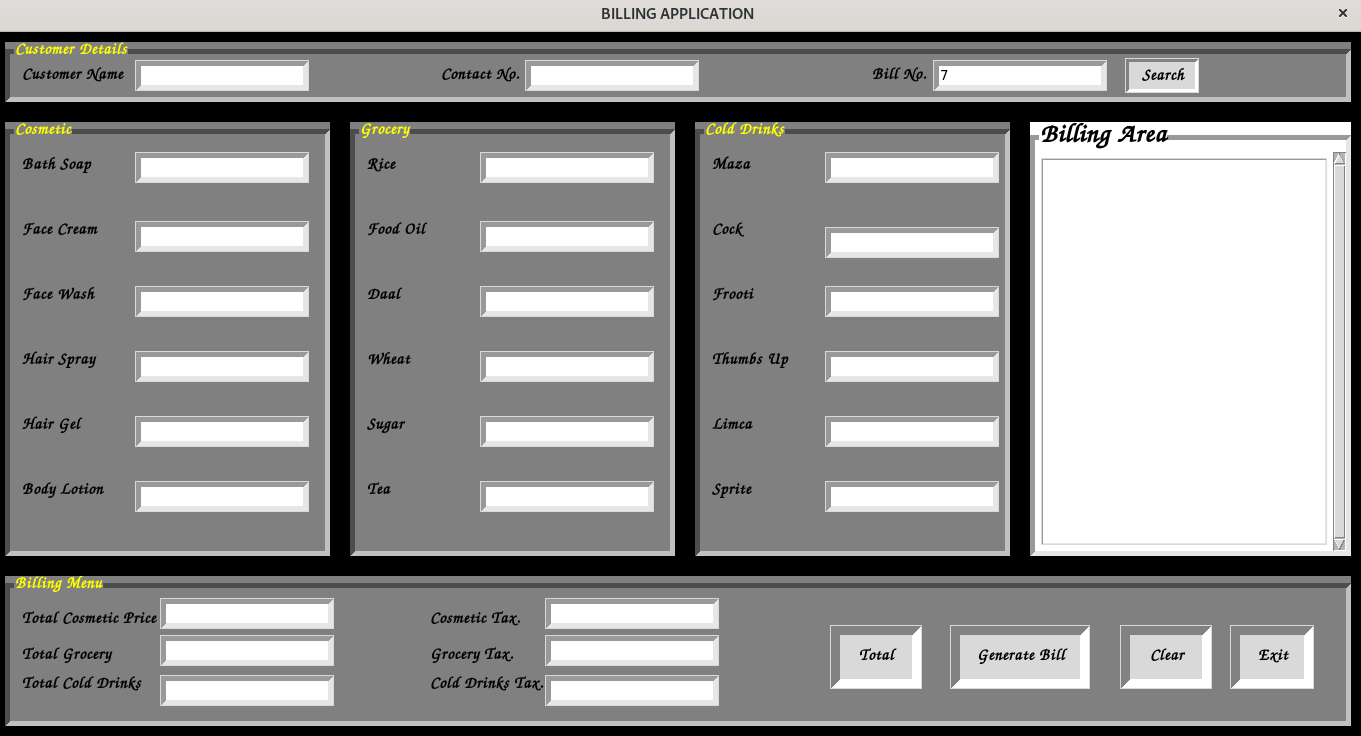 BILLING APPLICATION ×
Customer Details
Customer Name Contact No. Bill No. 7 Search
Cosmetic
Bath Soap
Face Cream
Face Wash
Hair Spray
Hair Gel
Body Lotion
Grocery
Rice
Food Oil
Daal
Wheat
Sugar
Tea
Cold Drinks
Maza
Cock
Frooti
Thumbs Up
Limca
Sprite
Billing Area
Billing Menu
Total Cosmetic Price Cosmetic Tax.
Total Grocery Grocery Tax.
Total Cold Drinks Cold Drinks Tax.
Total Generate Bill Clear Exit